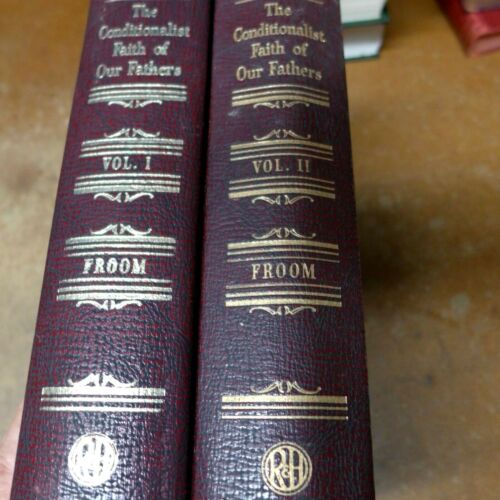 The
Conditionalist
Faith of
Our Fathers
VOL. I
FROOM
R&H
The
Conditionalist
Faith of
Our Fathers
VOL. II
FROOM
R&H